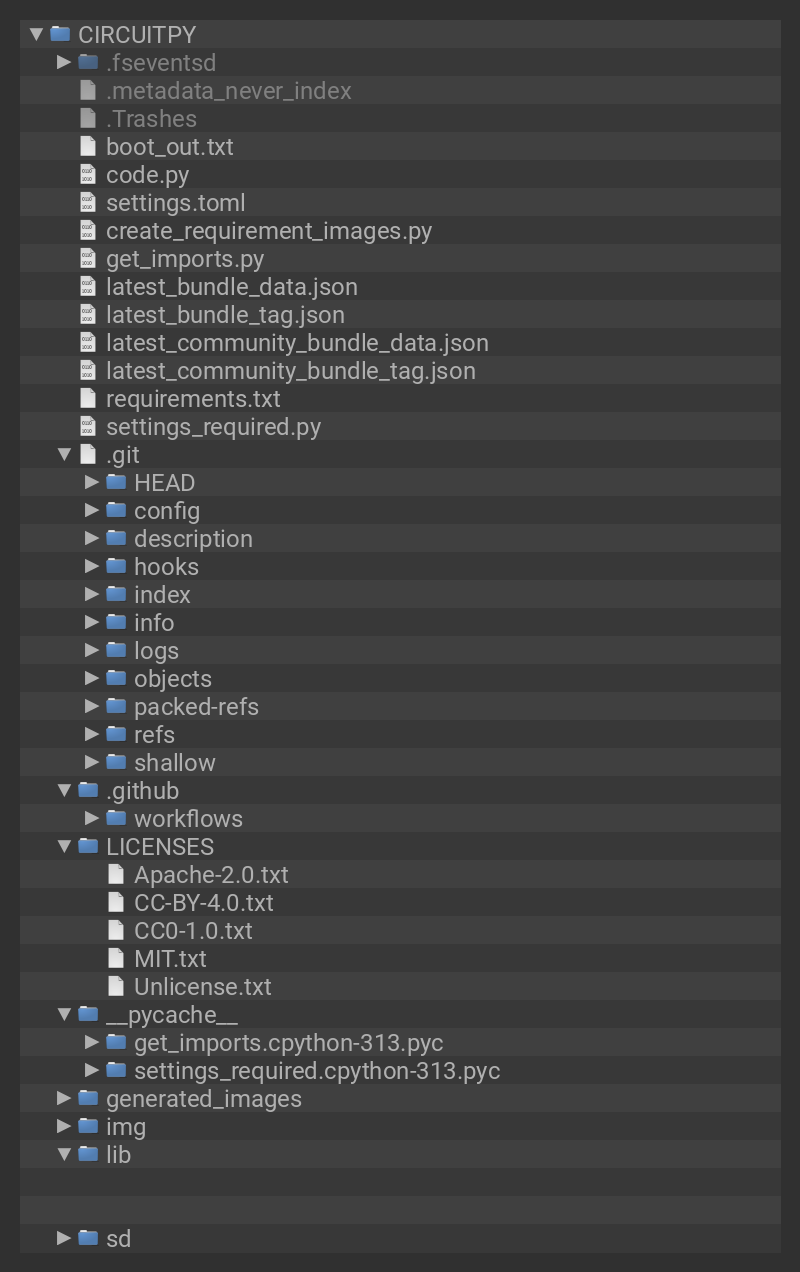 CIRCUITPY
.fseventsd
.metadata_never_index
.Trashes
boot_out.txt
code.py
settings.toml
create_requirement_images.py
get_imports.py
latest_bundle_data.json
latest_bundle_tag.json
latest_community_bundle_data.json
latest_community_bundle_tag.json
requirements.txt
settings_required.py
.git
HEAD
config
description
hooks
index
info
logs
objects
packed-refs
refs
shallow
.github
workflows
LICENSES
Apache-2.0.txt
CC-BY-4.0.txt
CC0-1.0.txt
MIT.txt
Unlicense.txt
__pycache__
get_imports.cpython-313.pyc
settings_required.cpython-313.pyc
generated_images
img
lib
sd